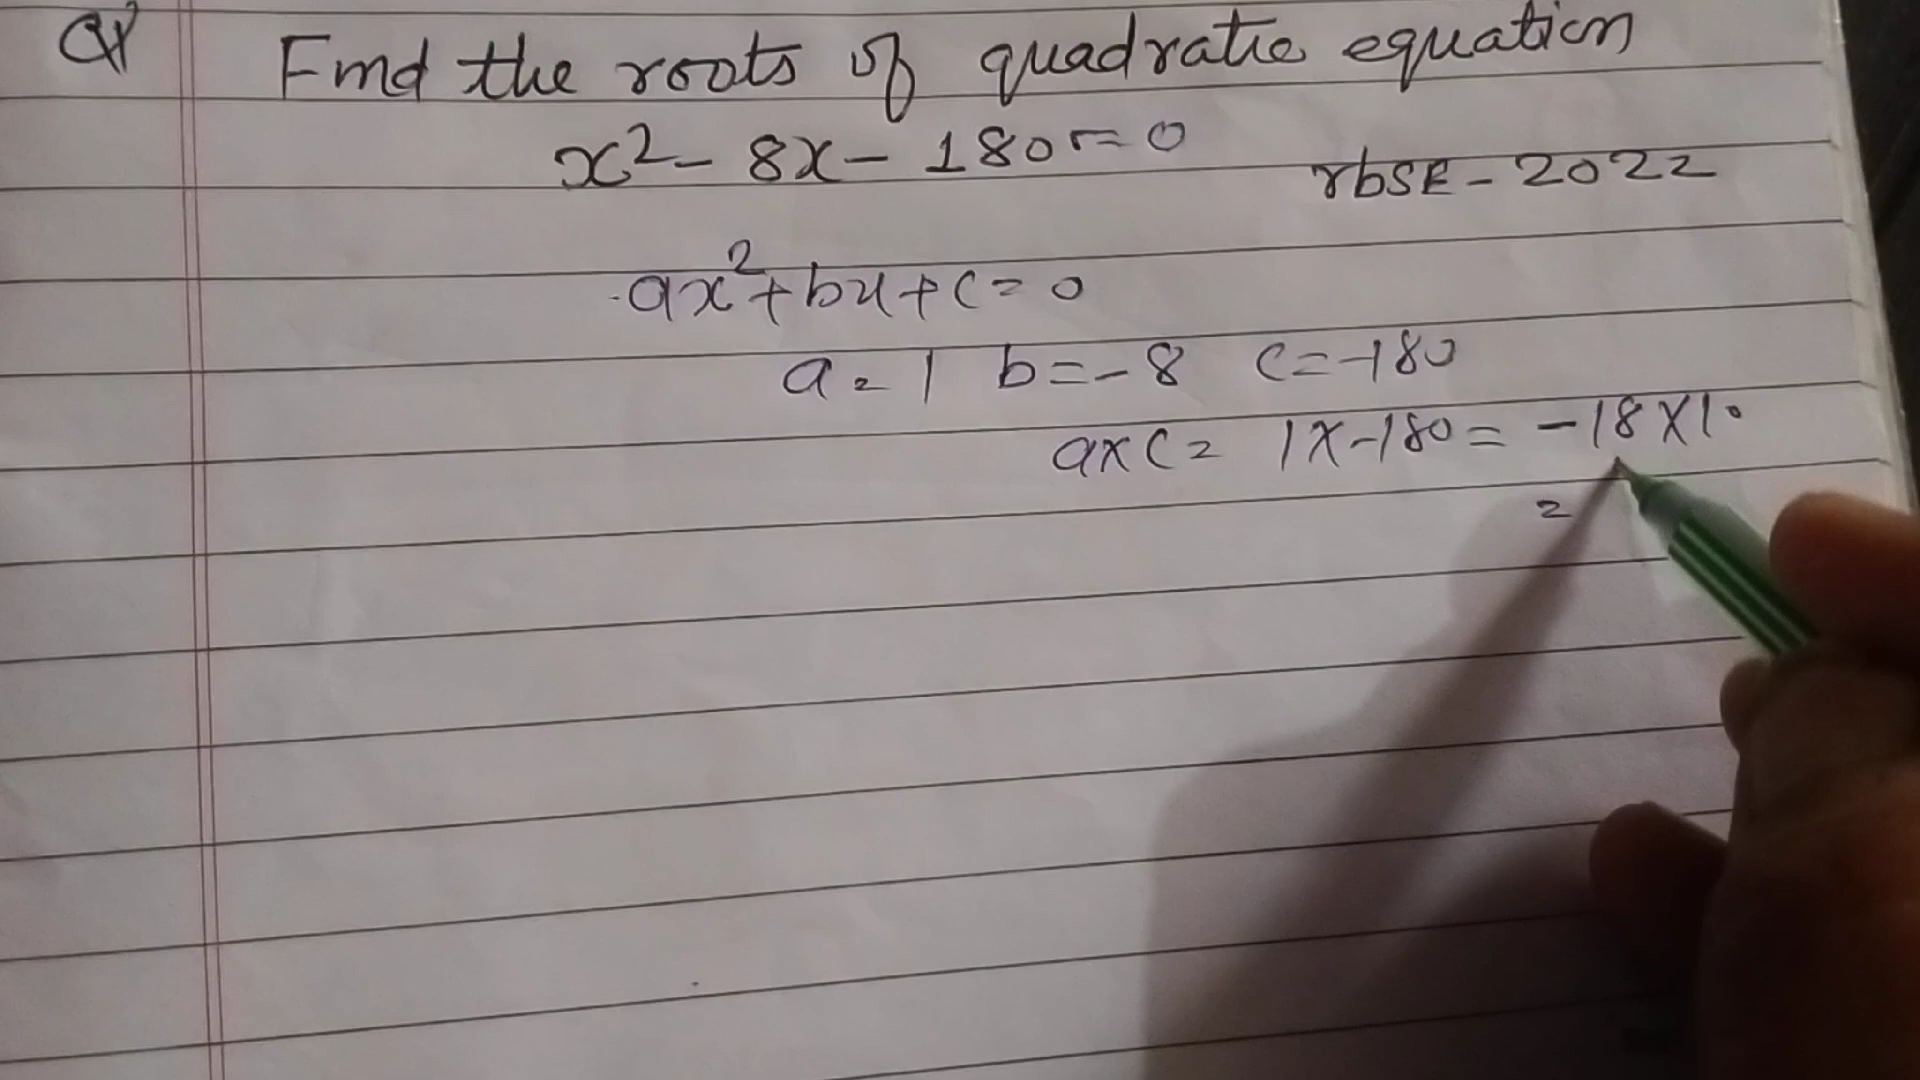 Q1 Find the roots of quadratic equation
x² - 8x - 180 = 0
rbSE - 2022
ax² + bx + c = 0
a = 1 b = -8 c = -180
a x c = 1 x -180 = -18 x 10
=